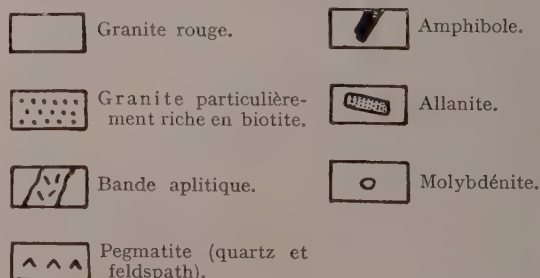 Granite rouge.
Granite particulière-
ment riche en biotite.
Bande aplitique.
Pegmatite (quartz et
feldspath).
Amphibole.
Allanite.
Molybdénite.